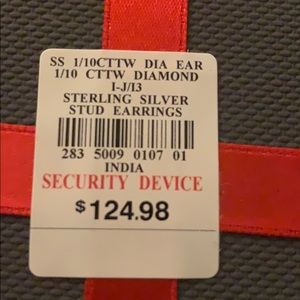 SS 1/10CTTW DIA EAR
1/10 CTTW DIAMOND
I-J/I3
STERLING SILVER
STUD EARRINGS
283 5009 0107 01
INDIA
SECURITY DEVICE
$124.98